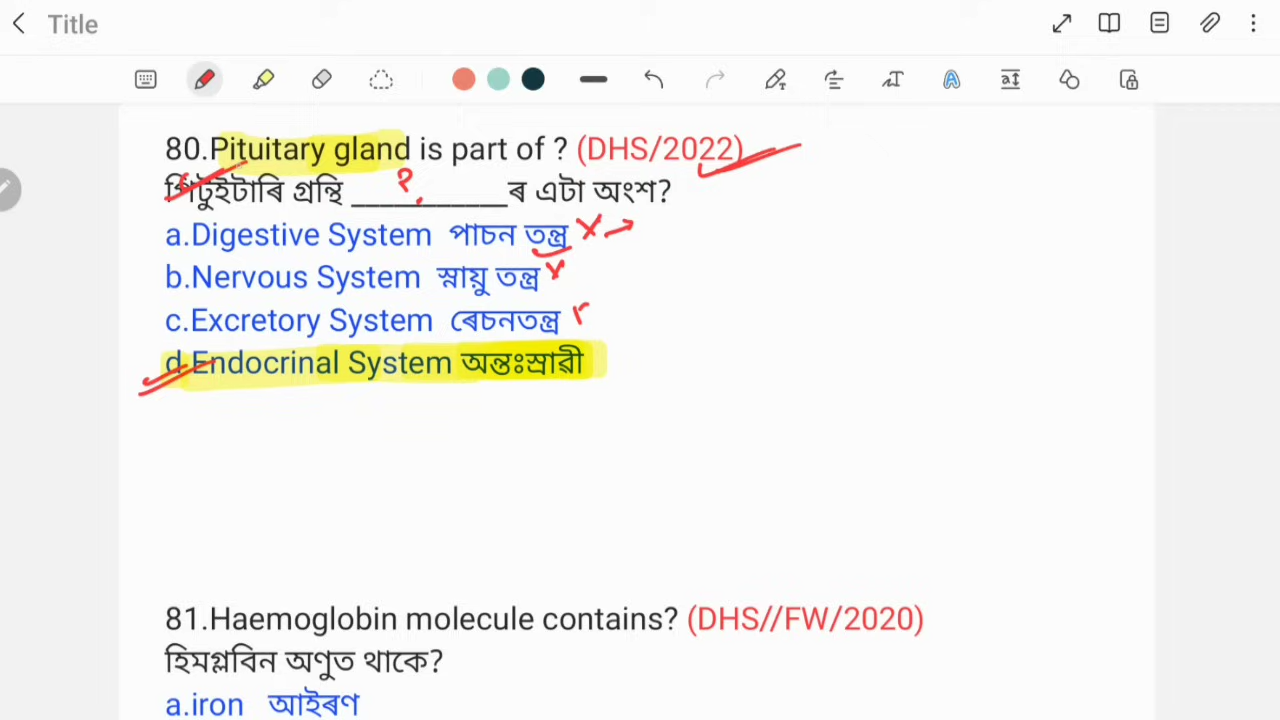 Title
80.Pituitary gland is part of ? (DHS/2022)
পিটুইটাৰি গ্ৰন্থি __________ৰ এটা অংশ?
a.Digestive System পাচন তন্ত্ৰ
b.Nervous System স্নায়ু তন্ত্ৰ
c.Excretory System ৰেচনতন্ত্ৰ
d.Endocrinal System অন্তঃস্ৰাৱী
81.Haemoglobin molecule contains? (DHS//FW/2020)
হিমগ্লবিন অণুত থাকে?
a.iron আইৰণ